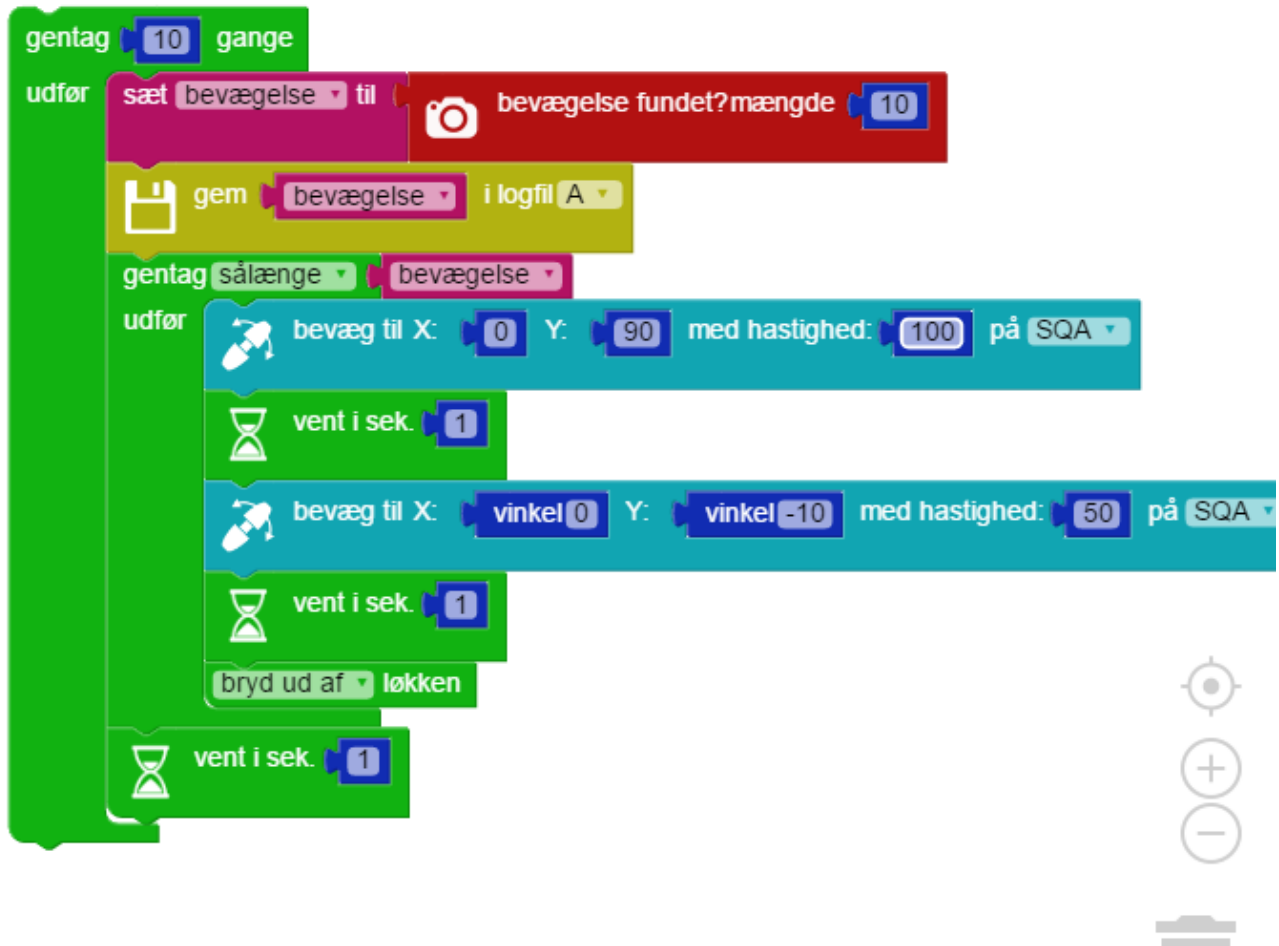 gentag 10 gange
udfør sæt bevægelse til bevægelse fundet?mængde 10
gem bevægelse i logfil A
gentag sålænge bevægelse
udfør bevæg til X: 0 Y: 90 med hastighed: 100 på SQA
vent i sek. 1
bevæg til X: vinkel 0 Y: vinkel -10 med hastighed: 50 på SQA
vent i sek. 1
bryd ud af løkken
vent i sek. 1